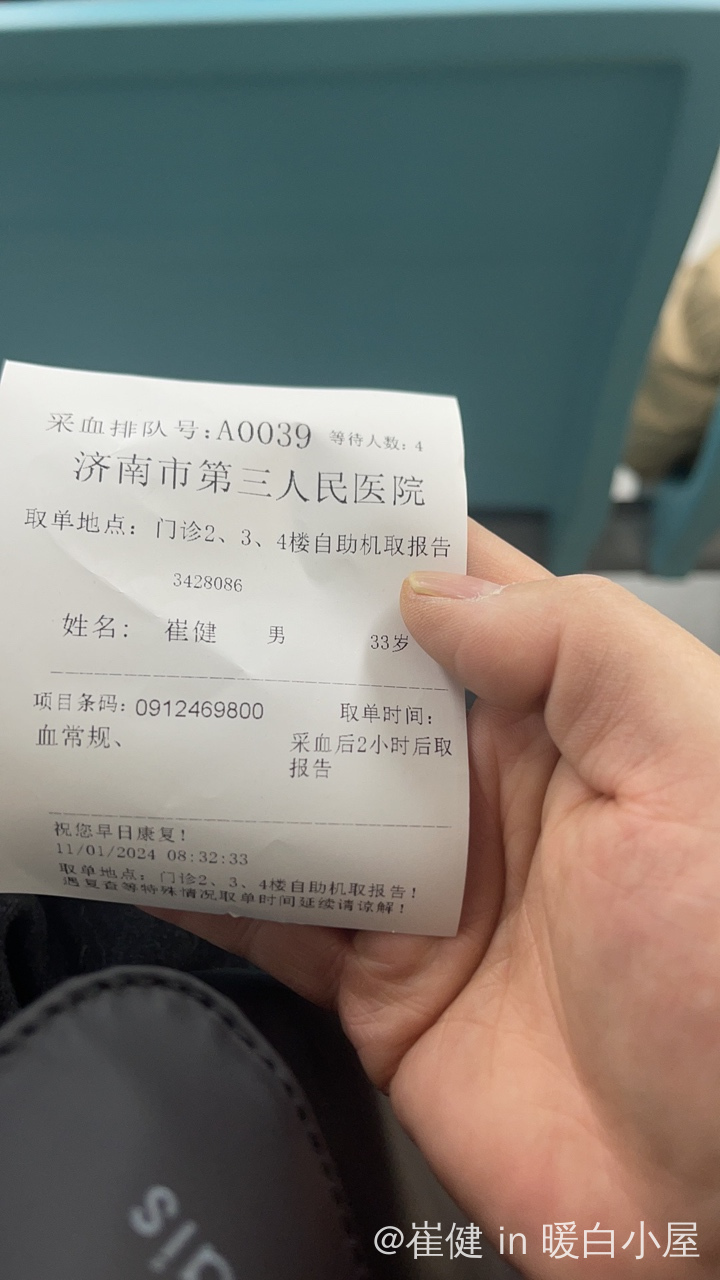 采血排队号:A0039 等待人数: 4
济南市第三人民医院
取单地点: 门诊2、3、4楼自助机取报告
3428086
姓名: 崔健 男 33岁
项目条码: 0912469800 取单时间:
血常规、 采血后2小时后取
报告
祝您早日康复!
11/01/2024 08:32:33
取单地点: 门诊2、3、4楼自助机取报告!
遇复查等特殊情况取单时间延续请谅解!
@崔健 in 暖白小屋